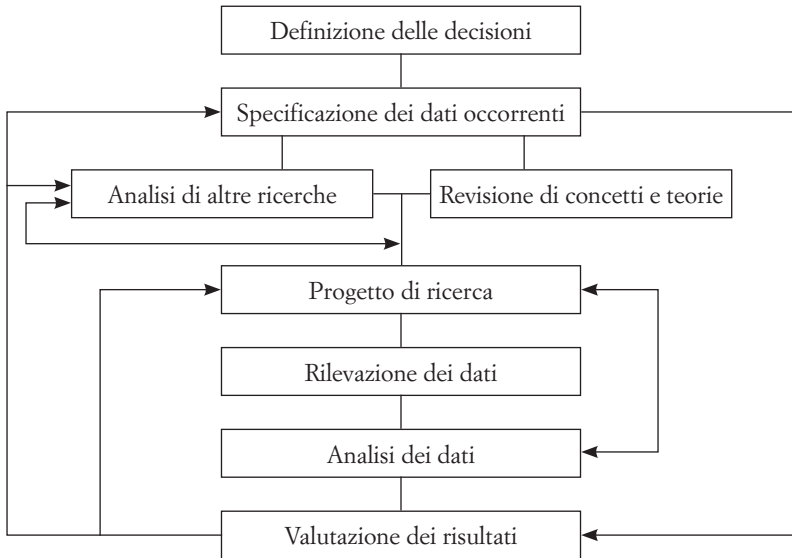 Definizione delle decisioni
Specificazione dei dati occorrenti
Analisi di altre ricerche
Revisione di concetti e teorie
Progetto di ricerca
Rilevazione dei dati
Analisi dei dati
Valutazione dei risultati